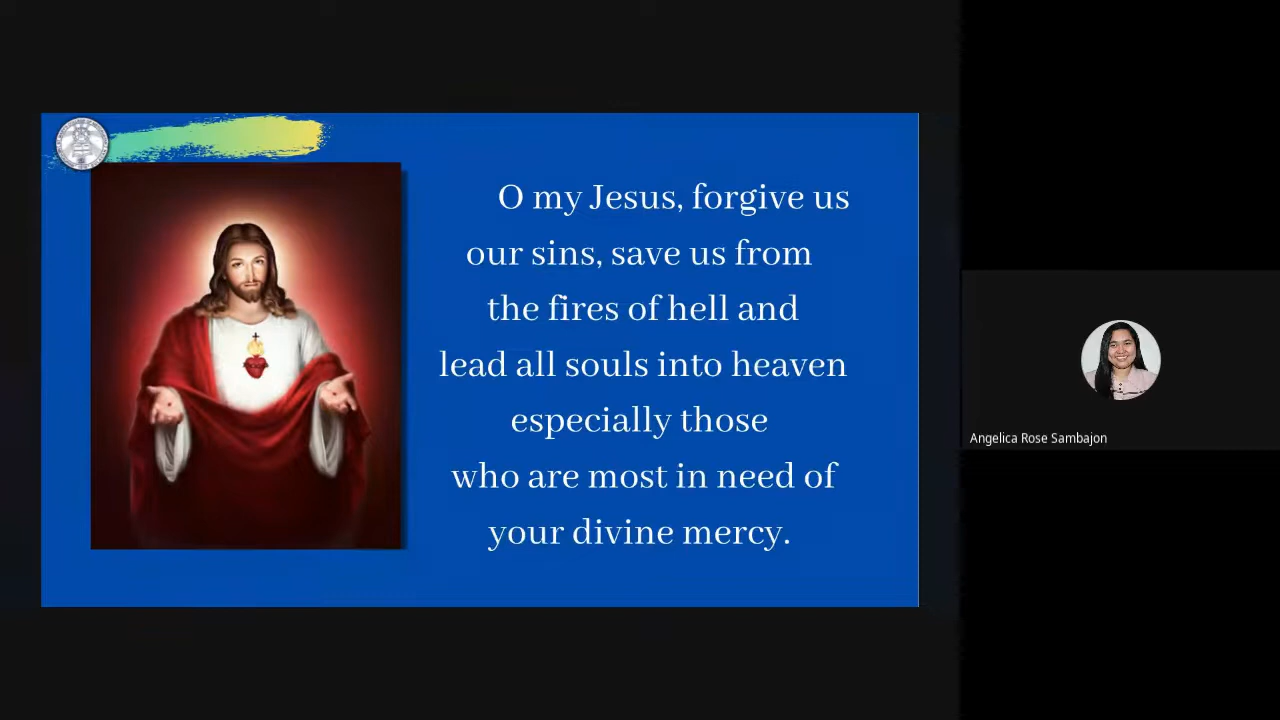 O my Jesus, forgive us
our sins, save us from
the fires of hell and
lead all souls into heaven
especially those
who are most in need of
your divine mercy.
Angelica Rose Sambajon